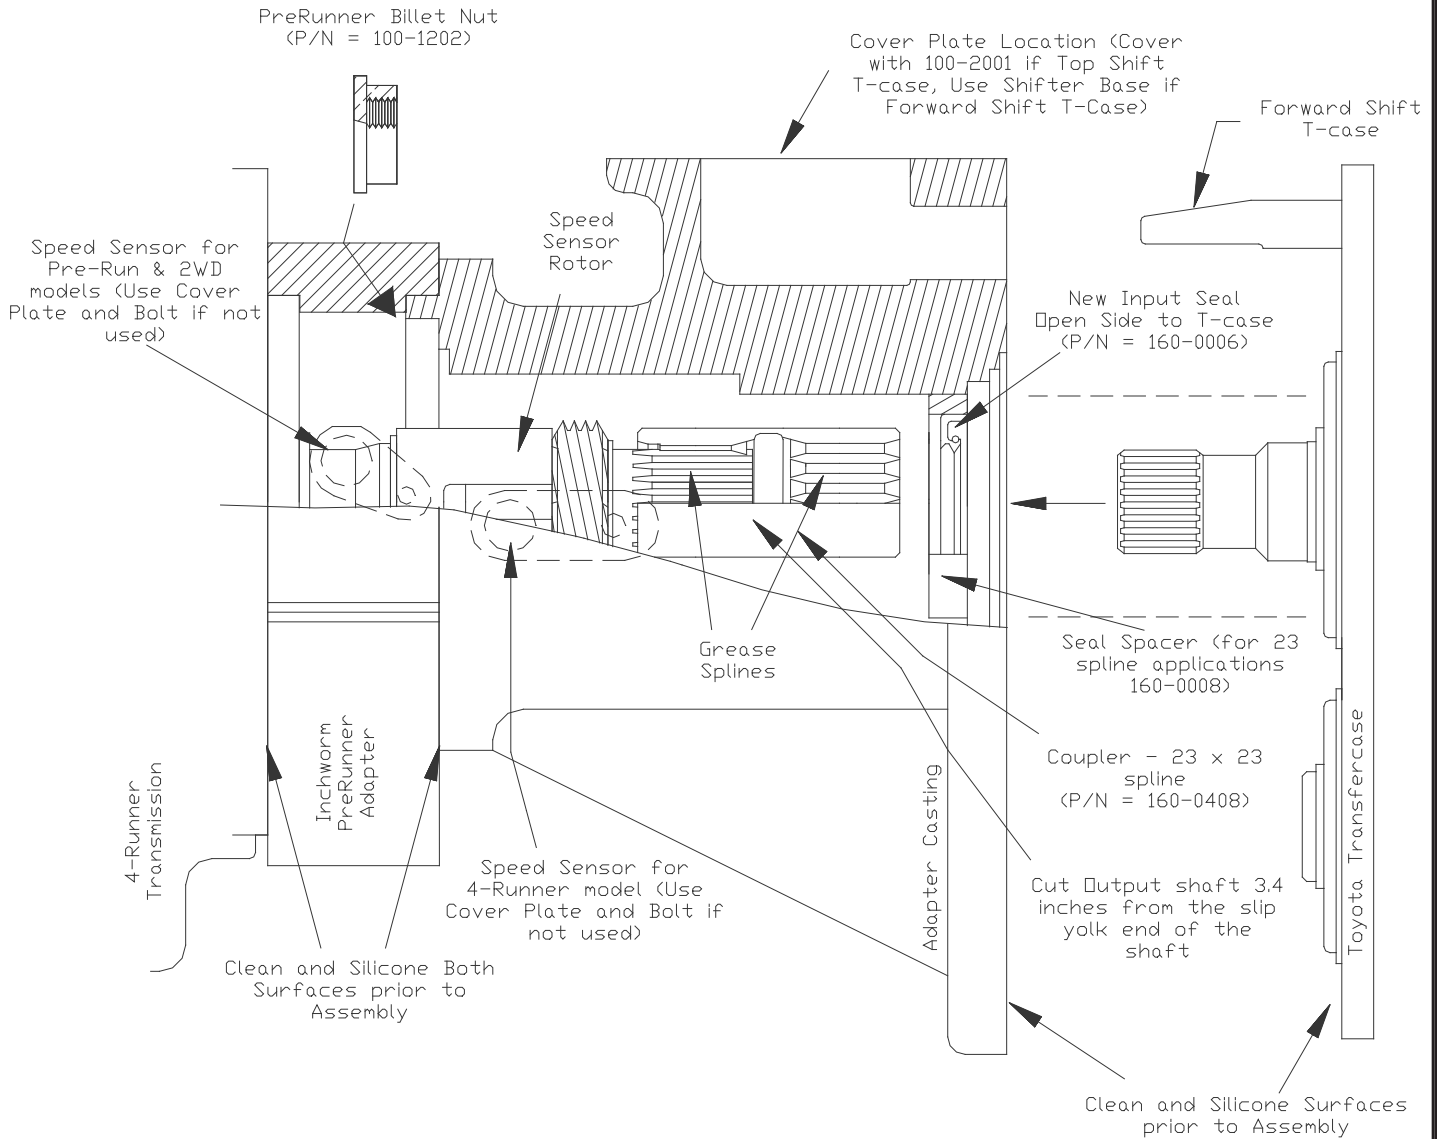 PreRunner Billet Nut
(P/N = 100-1202)
Cover Plate Location (Cover
with 100-2001 if Top Shift
T-case, Use Shifter Base if
Forward Shift T-Case)
Forward Shift
T-case
Speed Sensor for
Pre-Run & 2WD
models (Use Cover
Plate and Bolt if not
used)
Speed
Sensor
Rotor
New Input Seal
Open Side to T-case
(P/N = 160-0006)
Grease
Splines
Seal Spacer (for 23
spline applications
160-0008)
Coupler - 23 x 23
spline
(P/N = 160-0408)
4-Runner
Transmission
Inchworm
PreRunner
Adapter
Adapter Casting
Toyota Transfercase
Speed Sensor for
4-Runner model (Use
Cover Plate and Bolt if
not used)
Cut Output shaft 3.4
inches from the slip
yolk end of the
shaft
Clean and Silicone Both
Surfaces prior to
Assembly
Clean and Silicone Surfaces
prior to Assembly